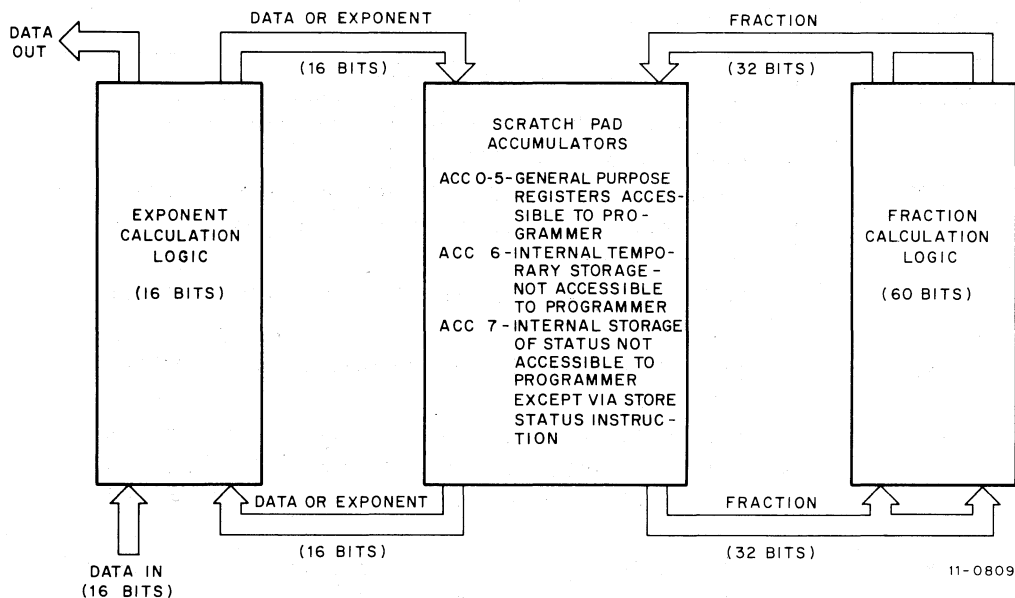 DATA OR EXPONENT
FRACTION
DATA
OUT
(16 BITS)
(32 BITS)
SCRATCH PAD
ACCUMULATORS
ACC 0-5-GENERAL PURPOSE
REGISTERS ACCES-
SIBLE TO PRO-
GRAMMER
ACC 6-INTERNAL TEMPO-
RARY STORAGE-
NOT ACCESSIBLE
TO PROGRAMMER
ACC 7-INTERNAL STORAGE
OF STATUS NOT
ACCESSIBLE TO
PROGRAMMER
EXCEPT VIA STORE
STATUS INSTRUC-
TION
EXPONENT
CALCULATION
LOGIC
(16 BITS)
FRACTION
CALCULATION
LOGIC
(60 BITS)
DATA OR EXPONENT
FRACTION
(16 BITS)
(32 BITS)
DATA IN
(16 BITS)
11-0809